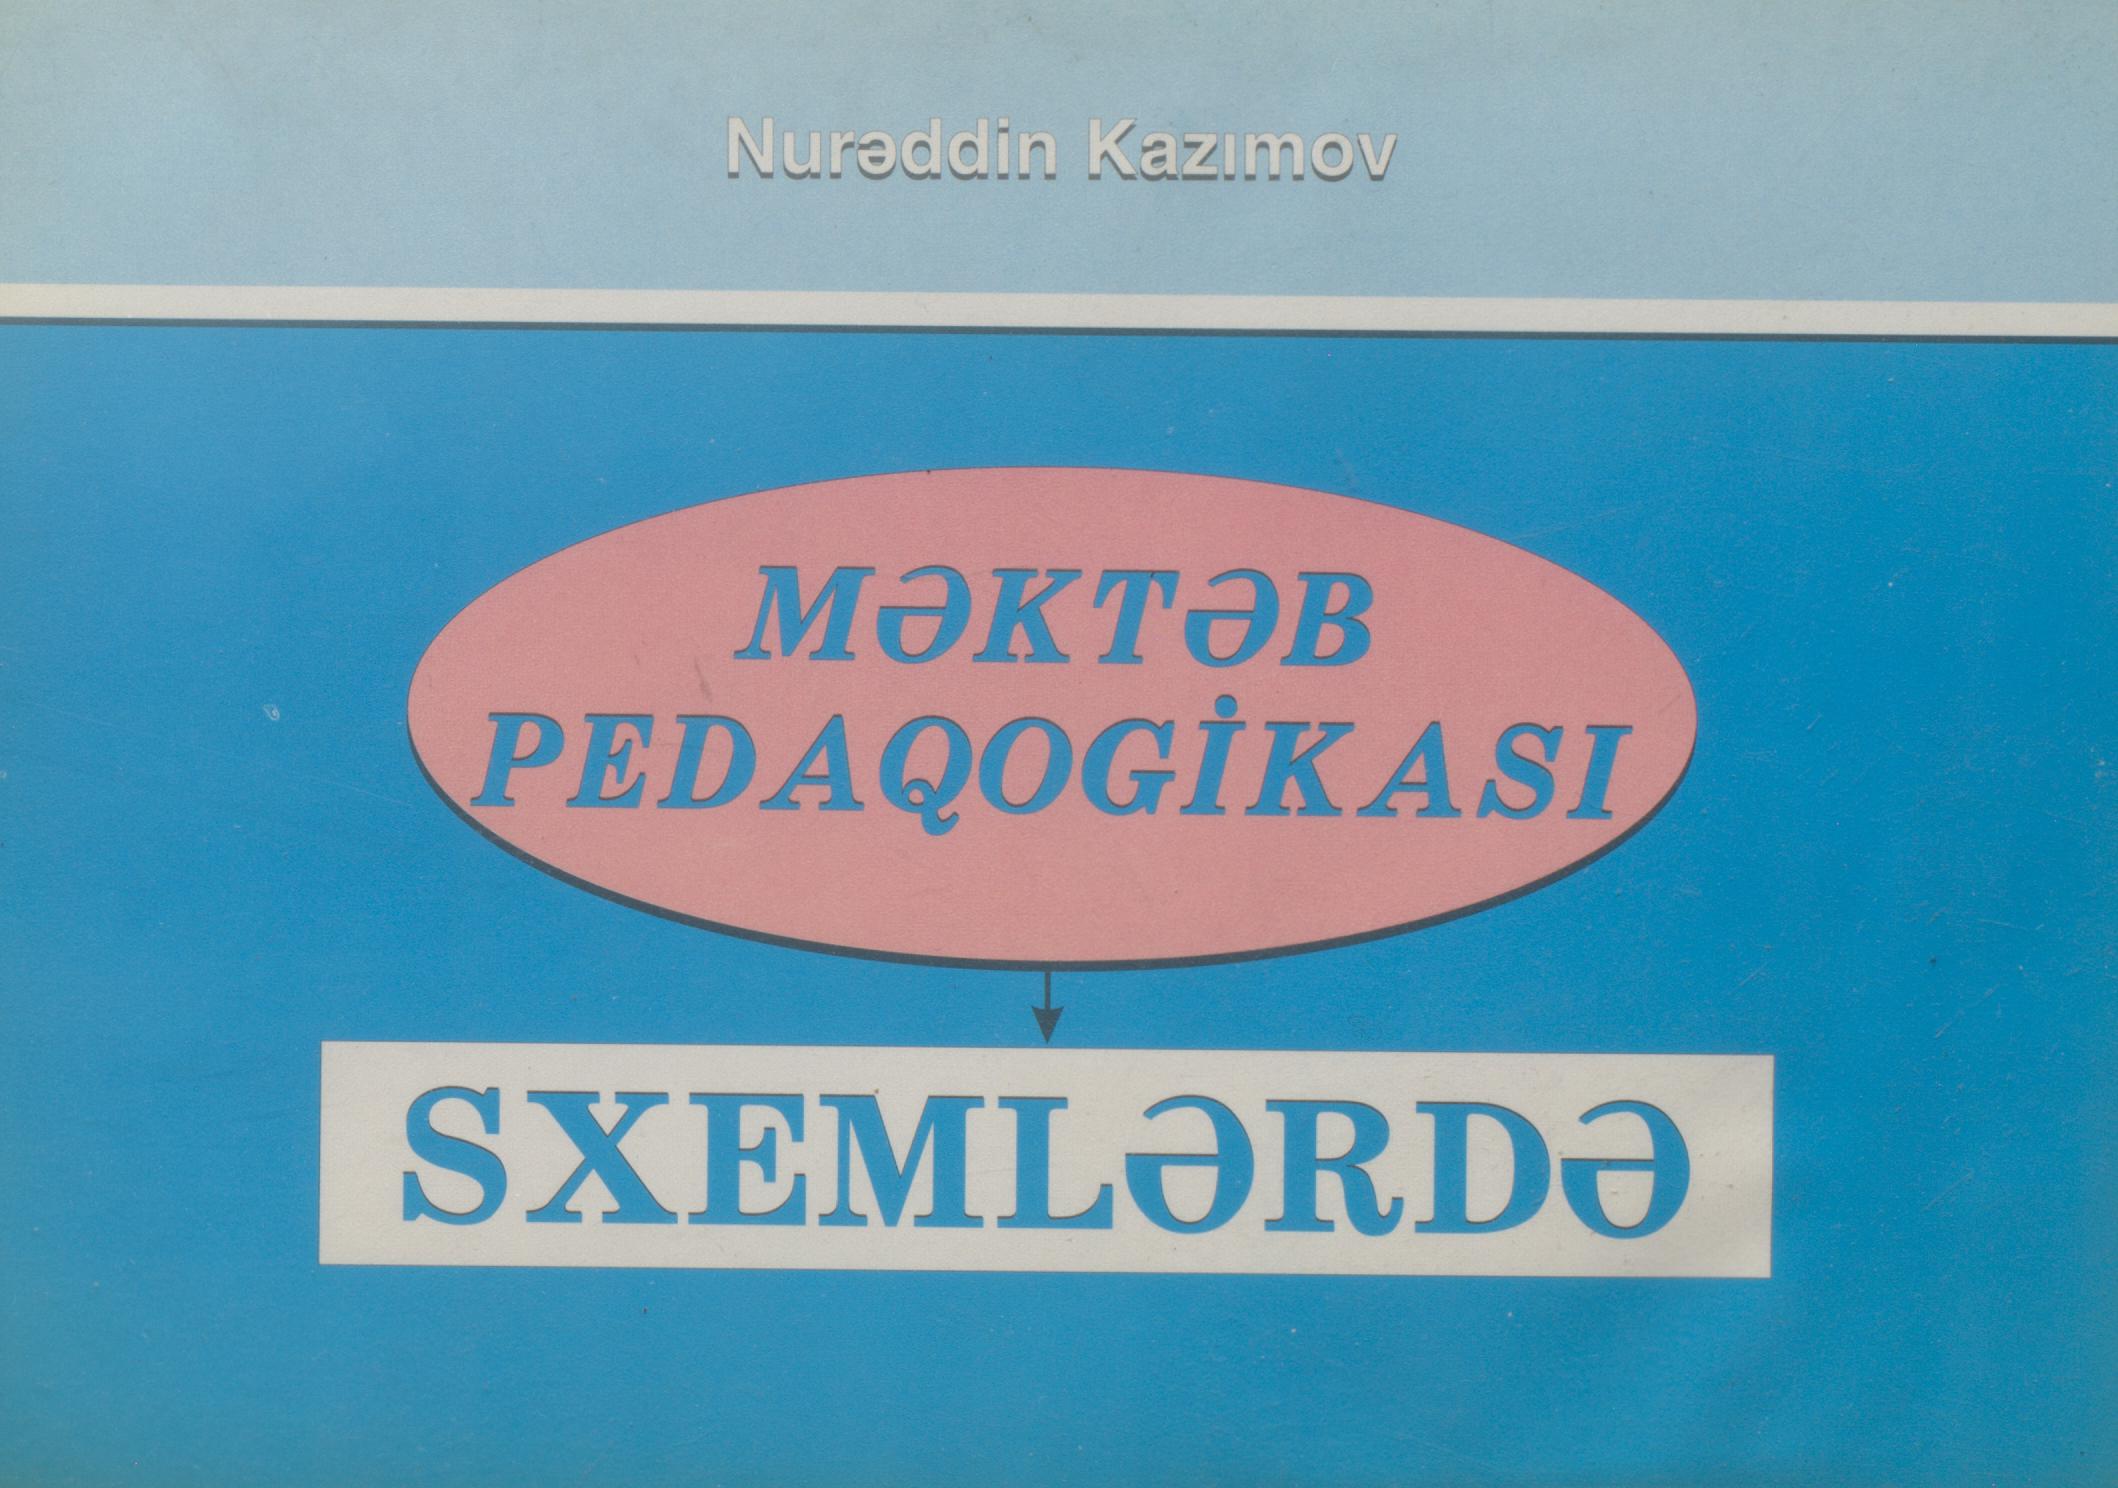 Nurəddin Kazımov
MƏKTƏB
PEDAQOGİKASI
SXEMLƏRDƏ